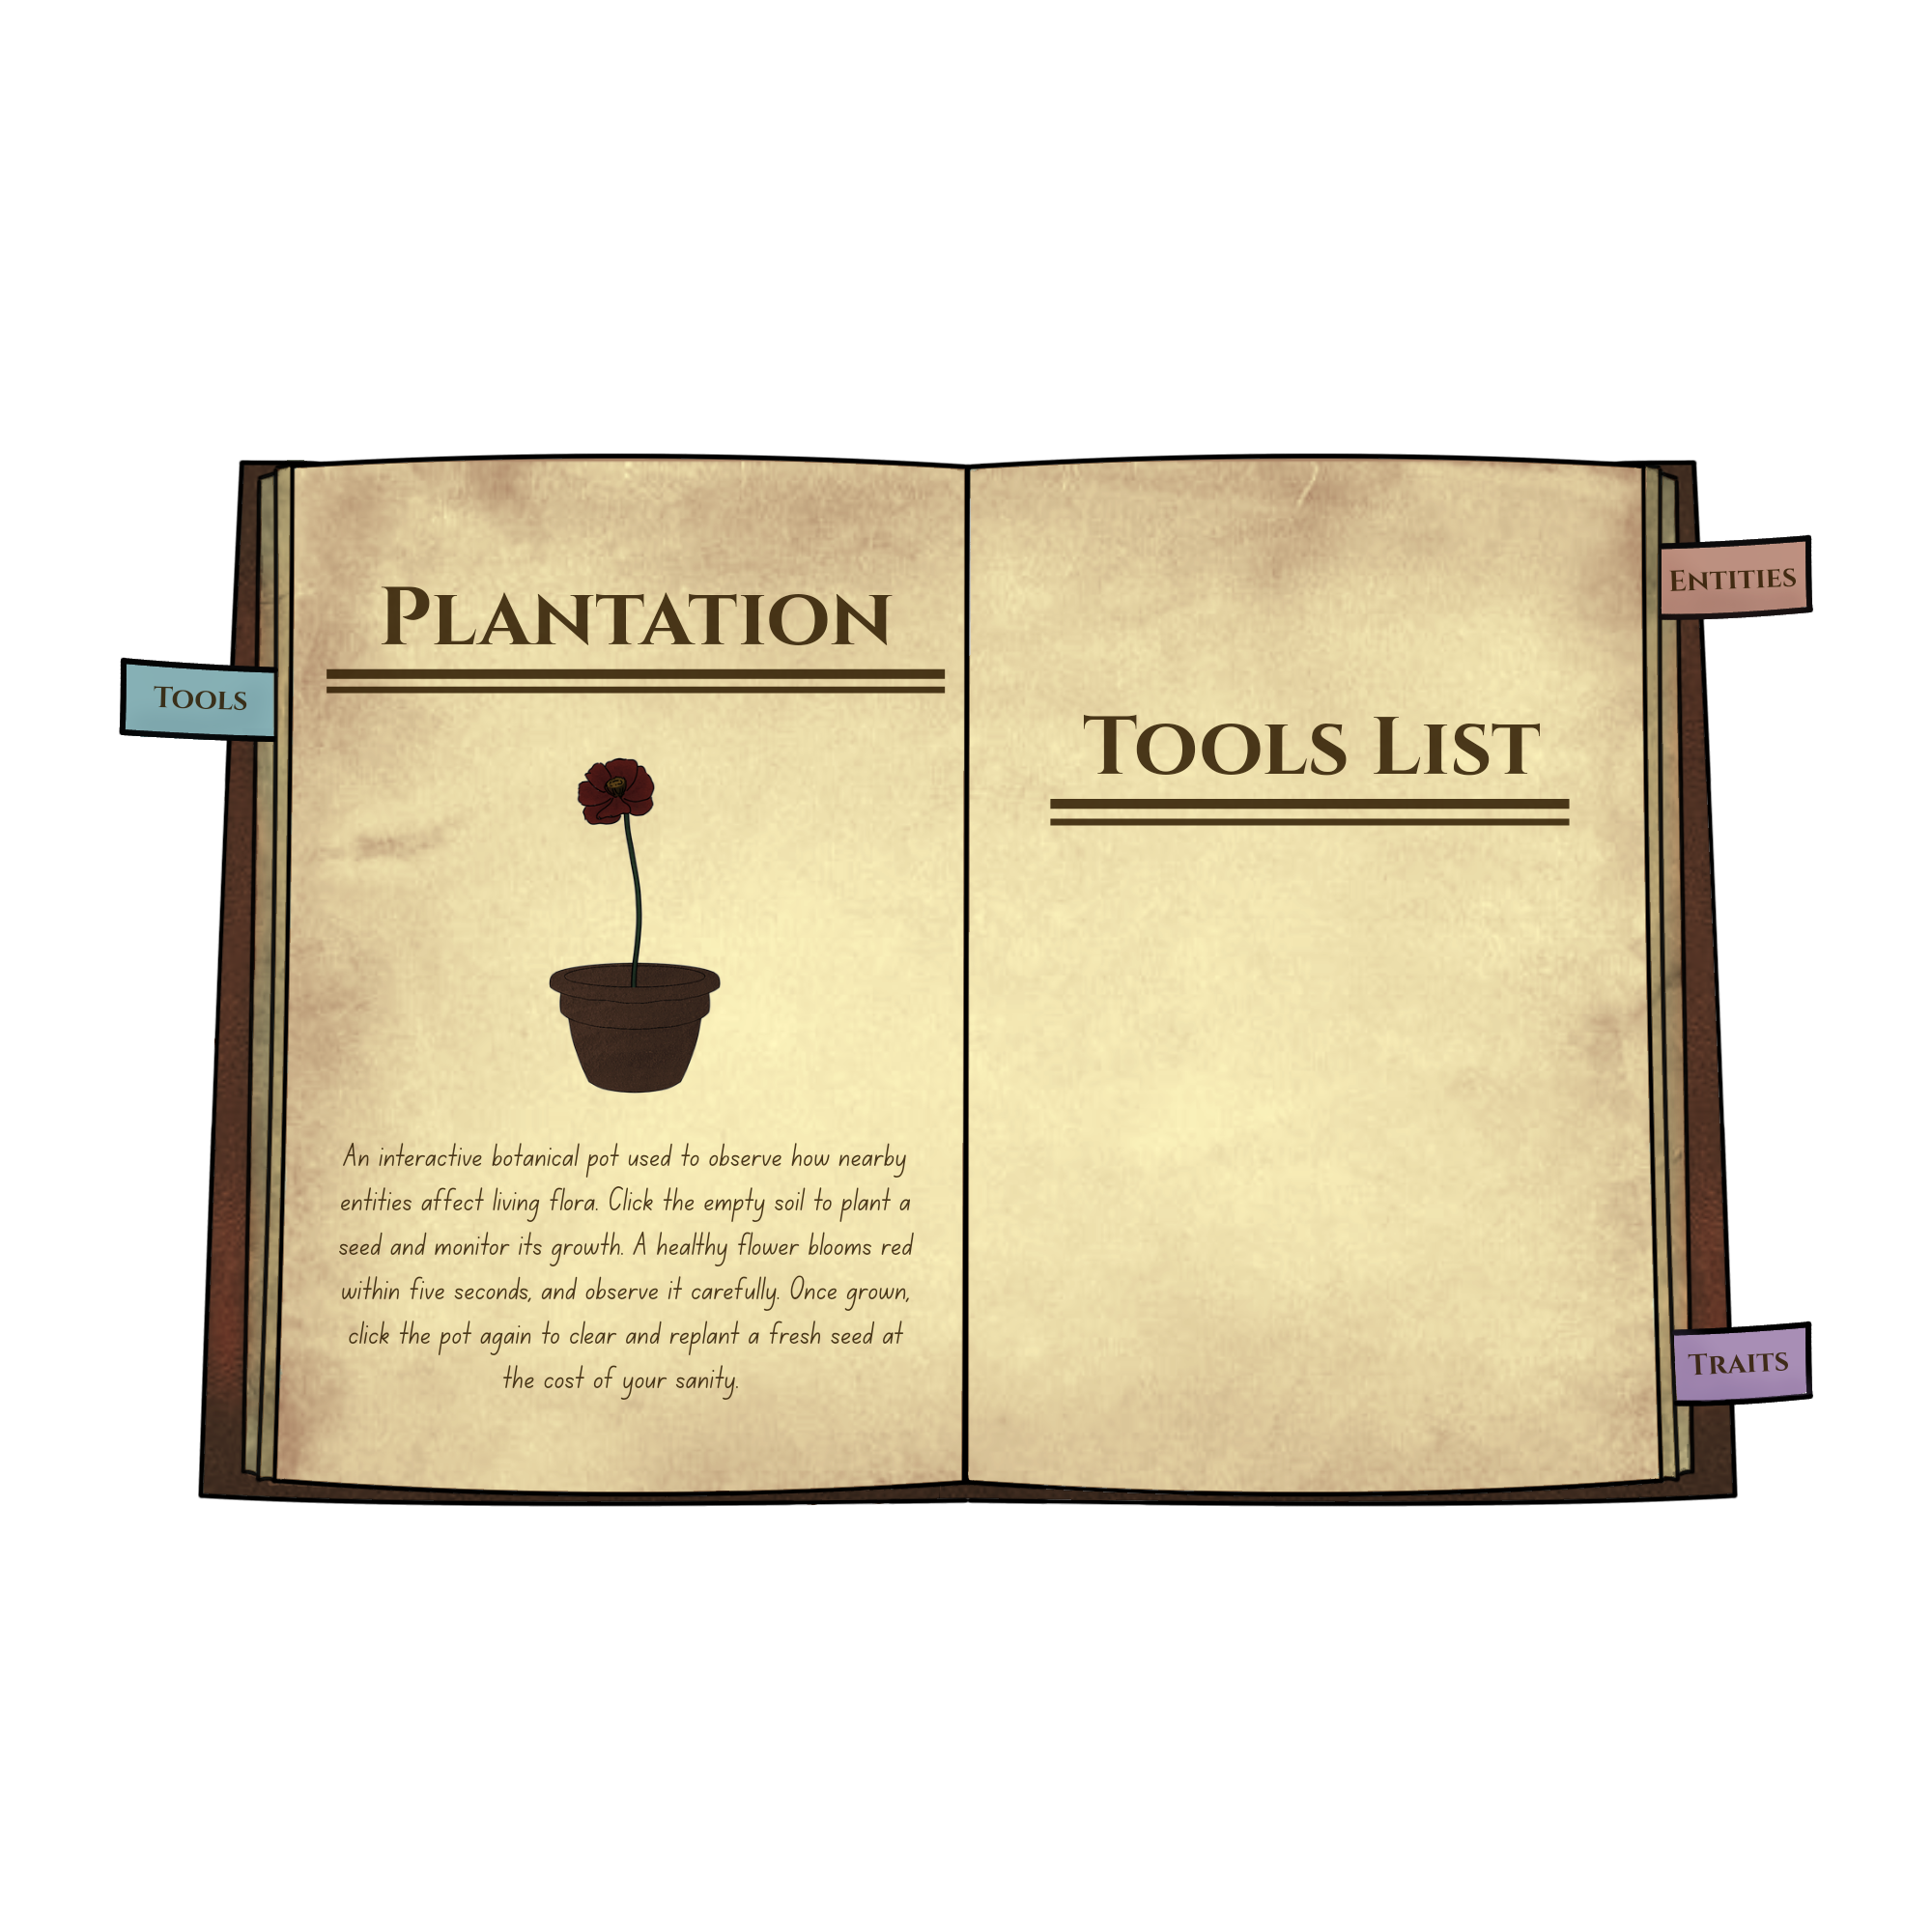 Plantation
Tools
An interactive botanical pot used to observe how nearby
entities affect living flora. Click the empty soil to plant a
seed and monitor its growth. A healthy flower blooms red
within five seconds, and observe it carefully. Once grown,
click the pot again to clear and replant a fresh seed at
the cost of your sanity.
Tools List
Entities
Traits